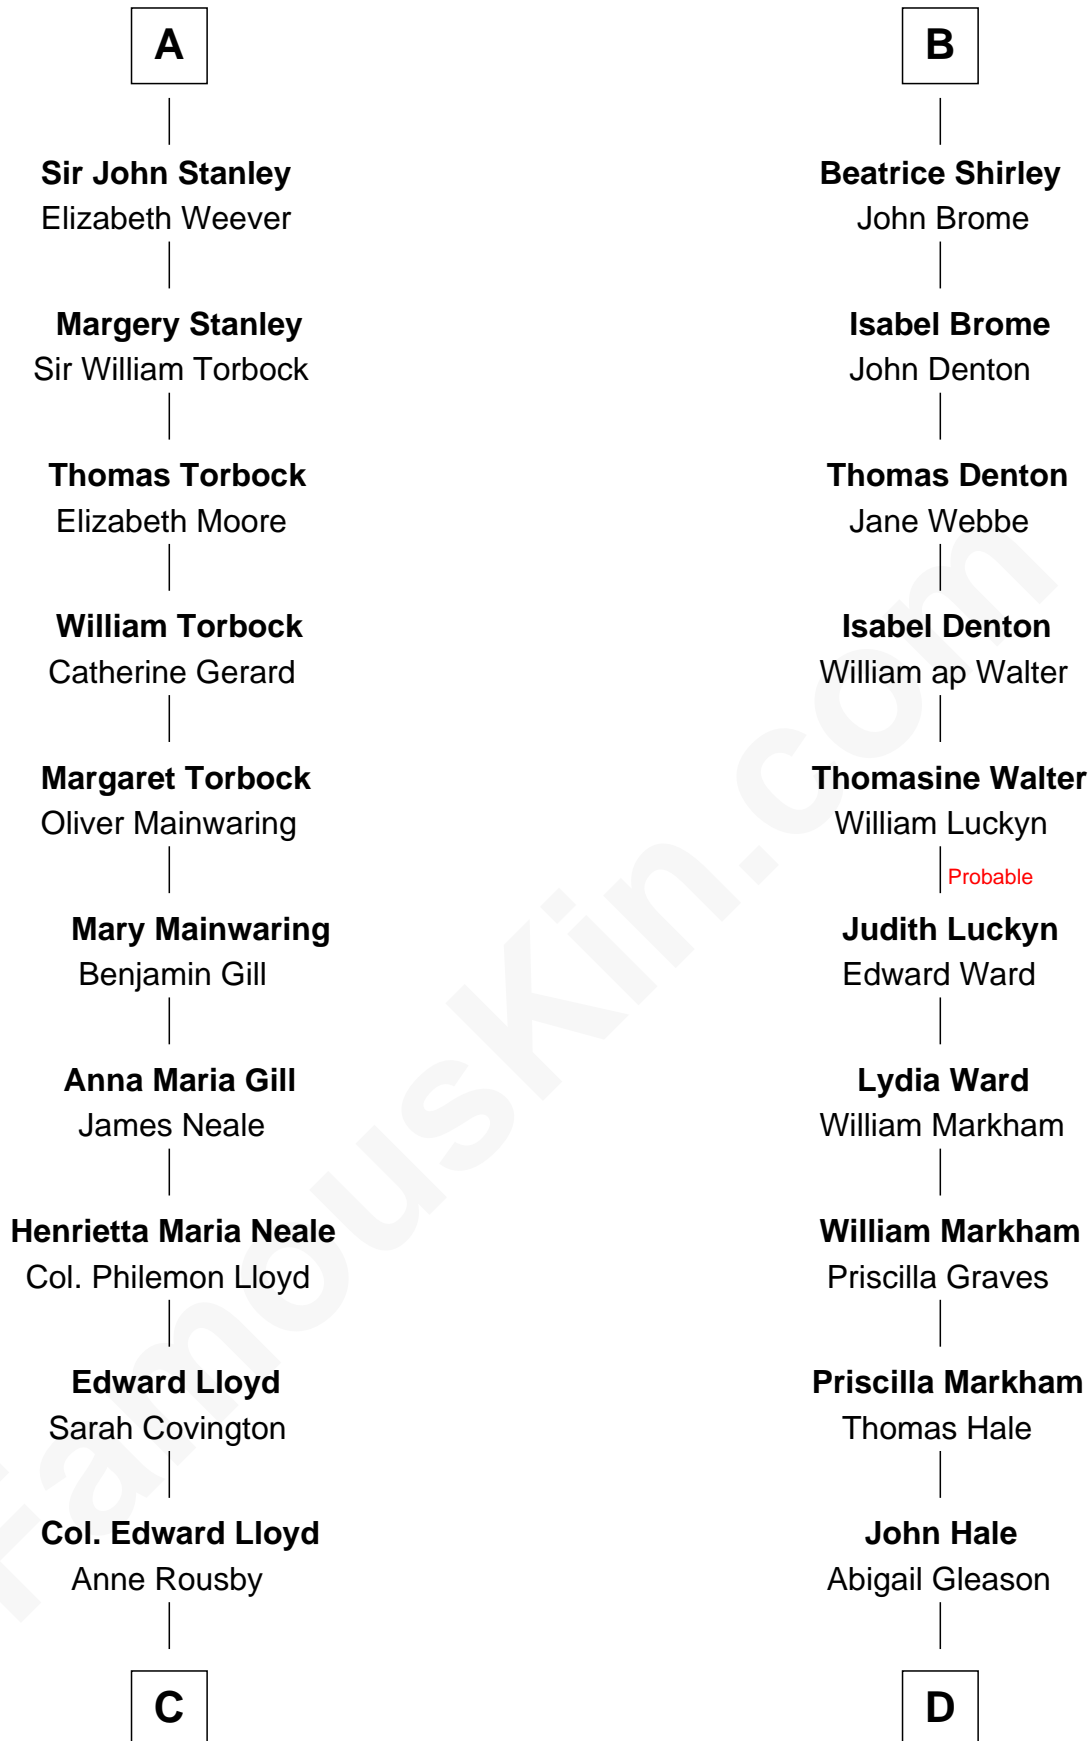 A
Sir John Stanley
Elizabeth Weever
Margery Stanley
Sir William Torbock
Thomas Torbock
Elizabeth Moore
William Torbock
Catherine Gerard
Margaret Torbock
Oliver Mainwaring
Mary Mainwaring
Benjamin Gill
Anna Maria Gill
James Neale
Henrietta Maria Neale
Col. Philemon Lloyd
Edward Lloyd
Sarah Covington
Col. Edward Lloyd
Anne Rousby
C
B
Beatrice Shirley
John Brome
Isabel Brome
John Denton
Thomas Denton
Jane Webbe
Isabel Denton
William ap Walter
Thomasine Walter
William Luckyn
Probable
Judith Luckyn
Edward Ward
Lydia Ward
William Markham
William Markham
Priscilla Graves
Priscilla Markham
Thomas Hale
John Hale
Abigail Gleason
D
FamousKin.com